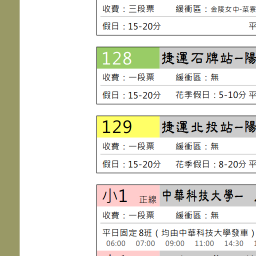 收費：三段票 緩衝區：金陵女中-菜寮
假日：15-20分 平
128 捷運石牌站-陽
收費：一段票 緩衝區：無
假日：15-20分 花季假日：5-10分 平
129 捷運北投站-陽
收費：一段票 緩衝區：無
假日：15-20分 花季假日：8-20分 平
小1 正線 中華科技大學-
收費：一段票 緩衝區：無
平日固定8班（均由中華科技大學發車）
06:00 07:00 09:00 11:00 14:30 1